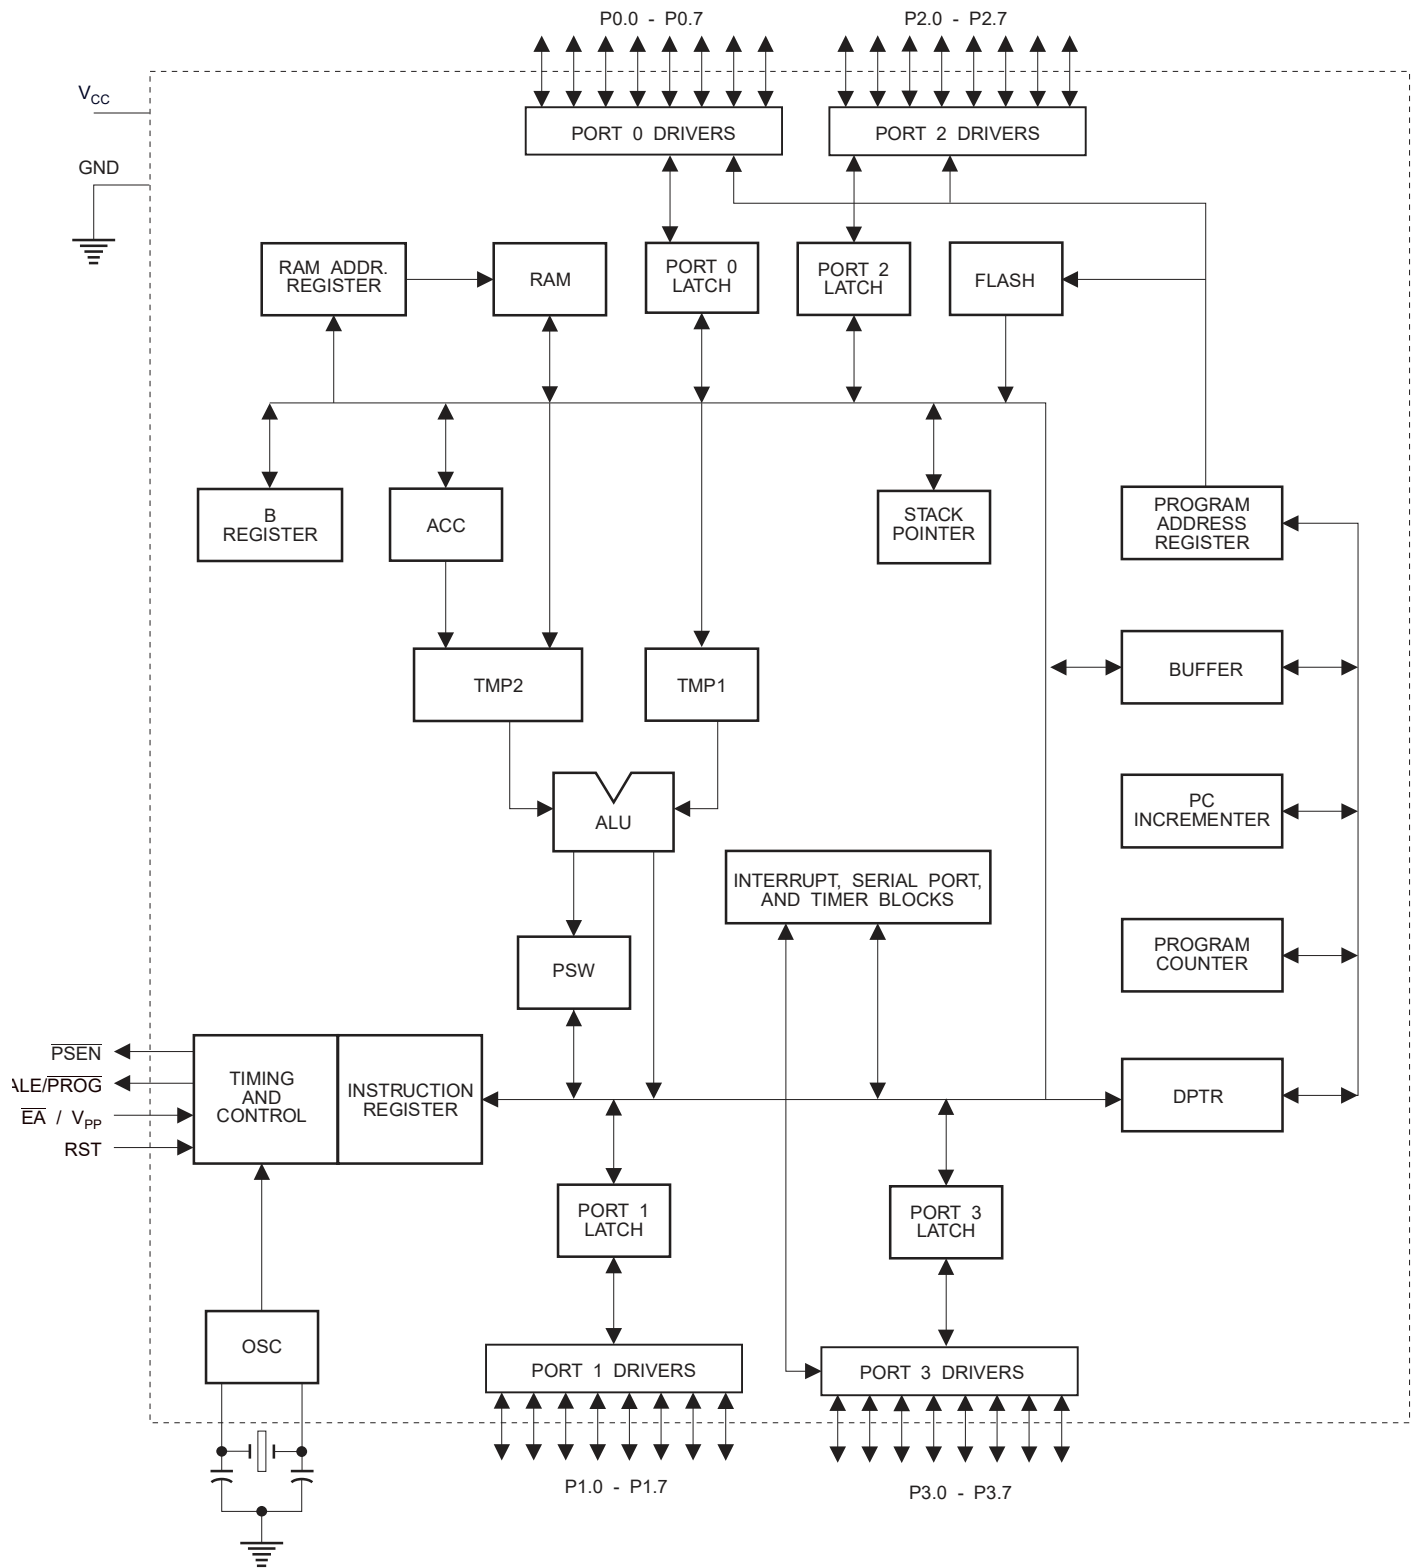 P0.0 - P0.7
P2.0 - P2.7
VCC
GND
PORT 0 DRIVERS
PORT 2 DRIVERS
RAM ADDR.
REGISTER
RAM
PORT 0
LATCH
PORT 2
LATCH
FLASH
B
REGISTER
ACC
STACK
POINTER
PROGRAM
ADDRESS
REGISTER
TMP2
TMP1
BUFFER
ALU
PC
INCREMENTER
INTERRUPT, SERIAL PORT,
AND TIMER BLOCKS
PSW
PROGRAM
COUNTER
PSEN
ALE/PROG
EA / VPP
RST
TIMING
AND
CONTROL
INSTRUCTION
REGISTER
DPTR
PORT 1
LATCH
PORT 3
LATCH
OSC
PORT 1 DRIVERS
PORT 3 DRIVERS
P1.0 - P1.7
P3.0 - P3.7